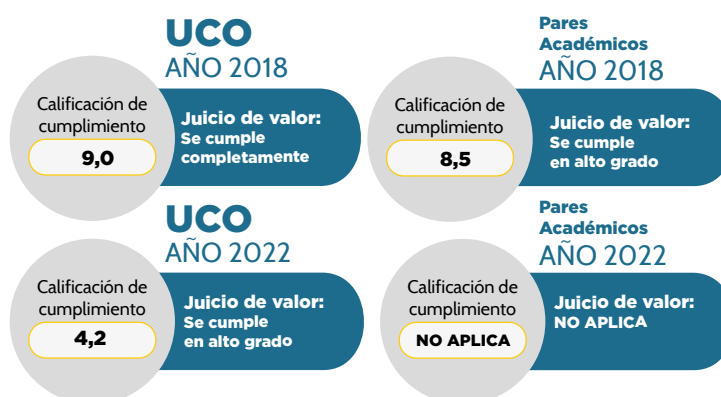 UCO
AÑO 2018
Calificación de
cumplimiento
9,0
Juicio de valor:
Se cumple
completamente
Pares
Académicos
AÑO 2018
Calificación de
cumplimiento
8,5
Juicio de valor:
Se cumple
en alto grado
UCO
AÑO 2022
Calificación de
cumplimiento
4,2
Juicio de valor:
Se cumple
en alto grado
Pares
Académicos
AÑO 2022
Calificación de
cumplimiento
NO APLICA
Juicio de valor:
NO APLICA